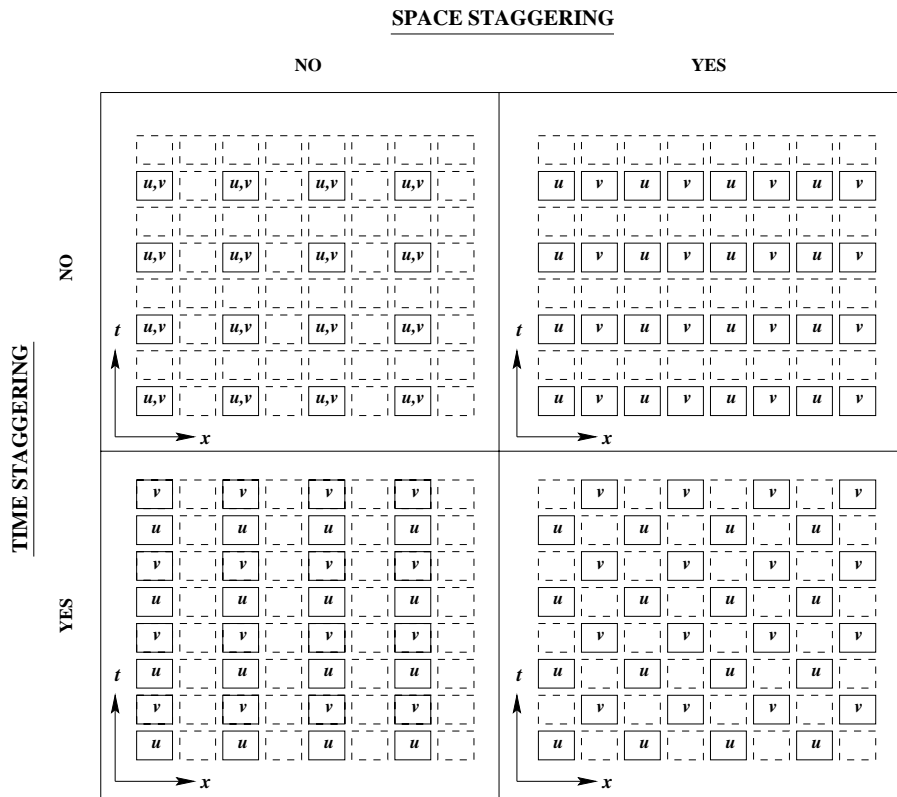 SPACE STAGGERING
NO YES
u,v u,v u,v u,v u v u v u v u v
u,v u,v u,v u,v u v u v u v u v
NO
u,v u,v u,v u,v u v u v u v u v
t t
u,v u,v u,v u,v u v u v u v u v
x x
TIME STAGGERING
v v v v v v v v
u u u u u u u u
v v v v v v v v
u u u u u u u u
YES
v v v v v v v v
u u u u u u u u
t t
v v v v v v v v
u u u u u u u u
x x